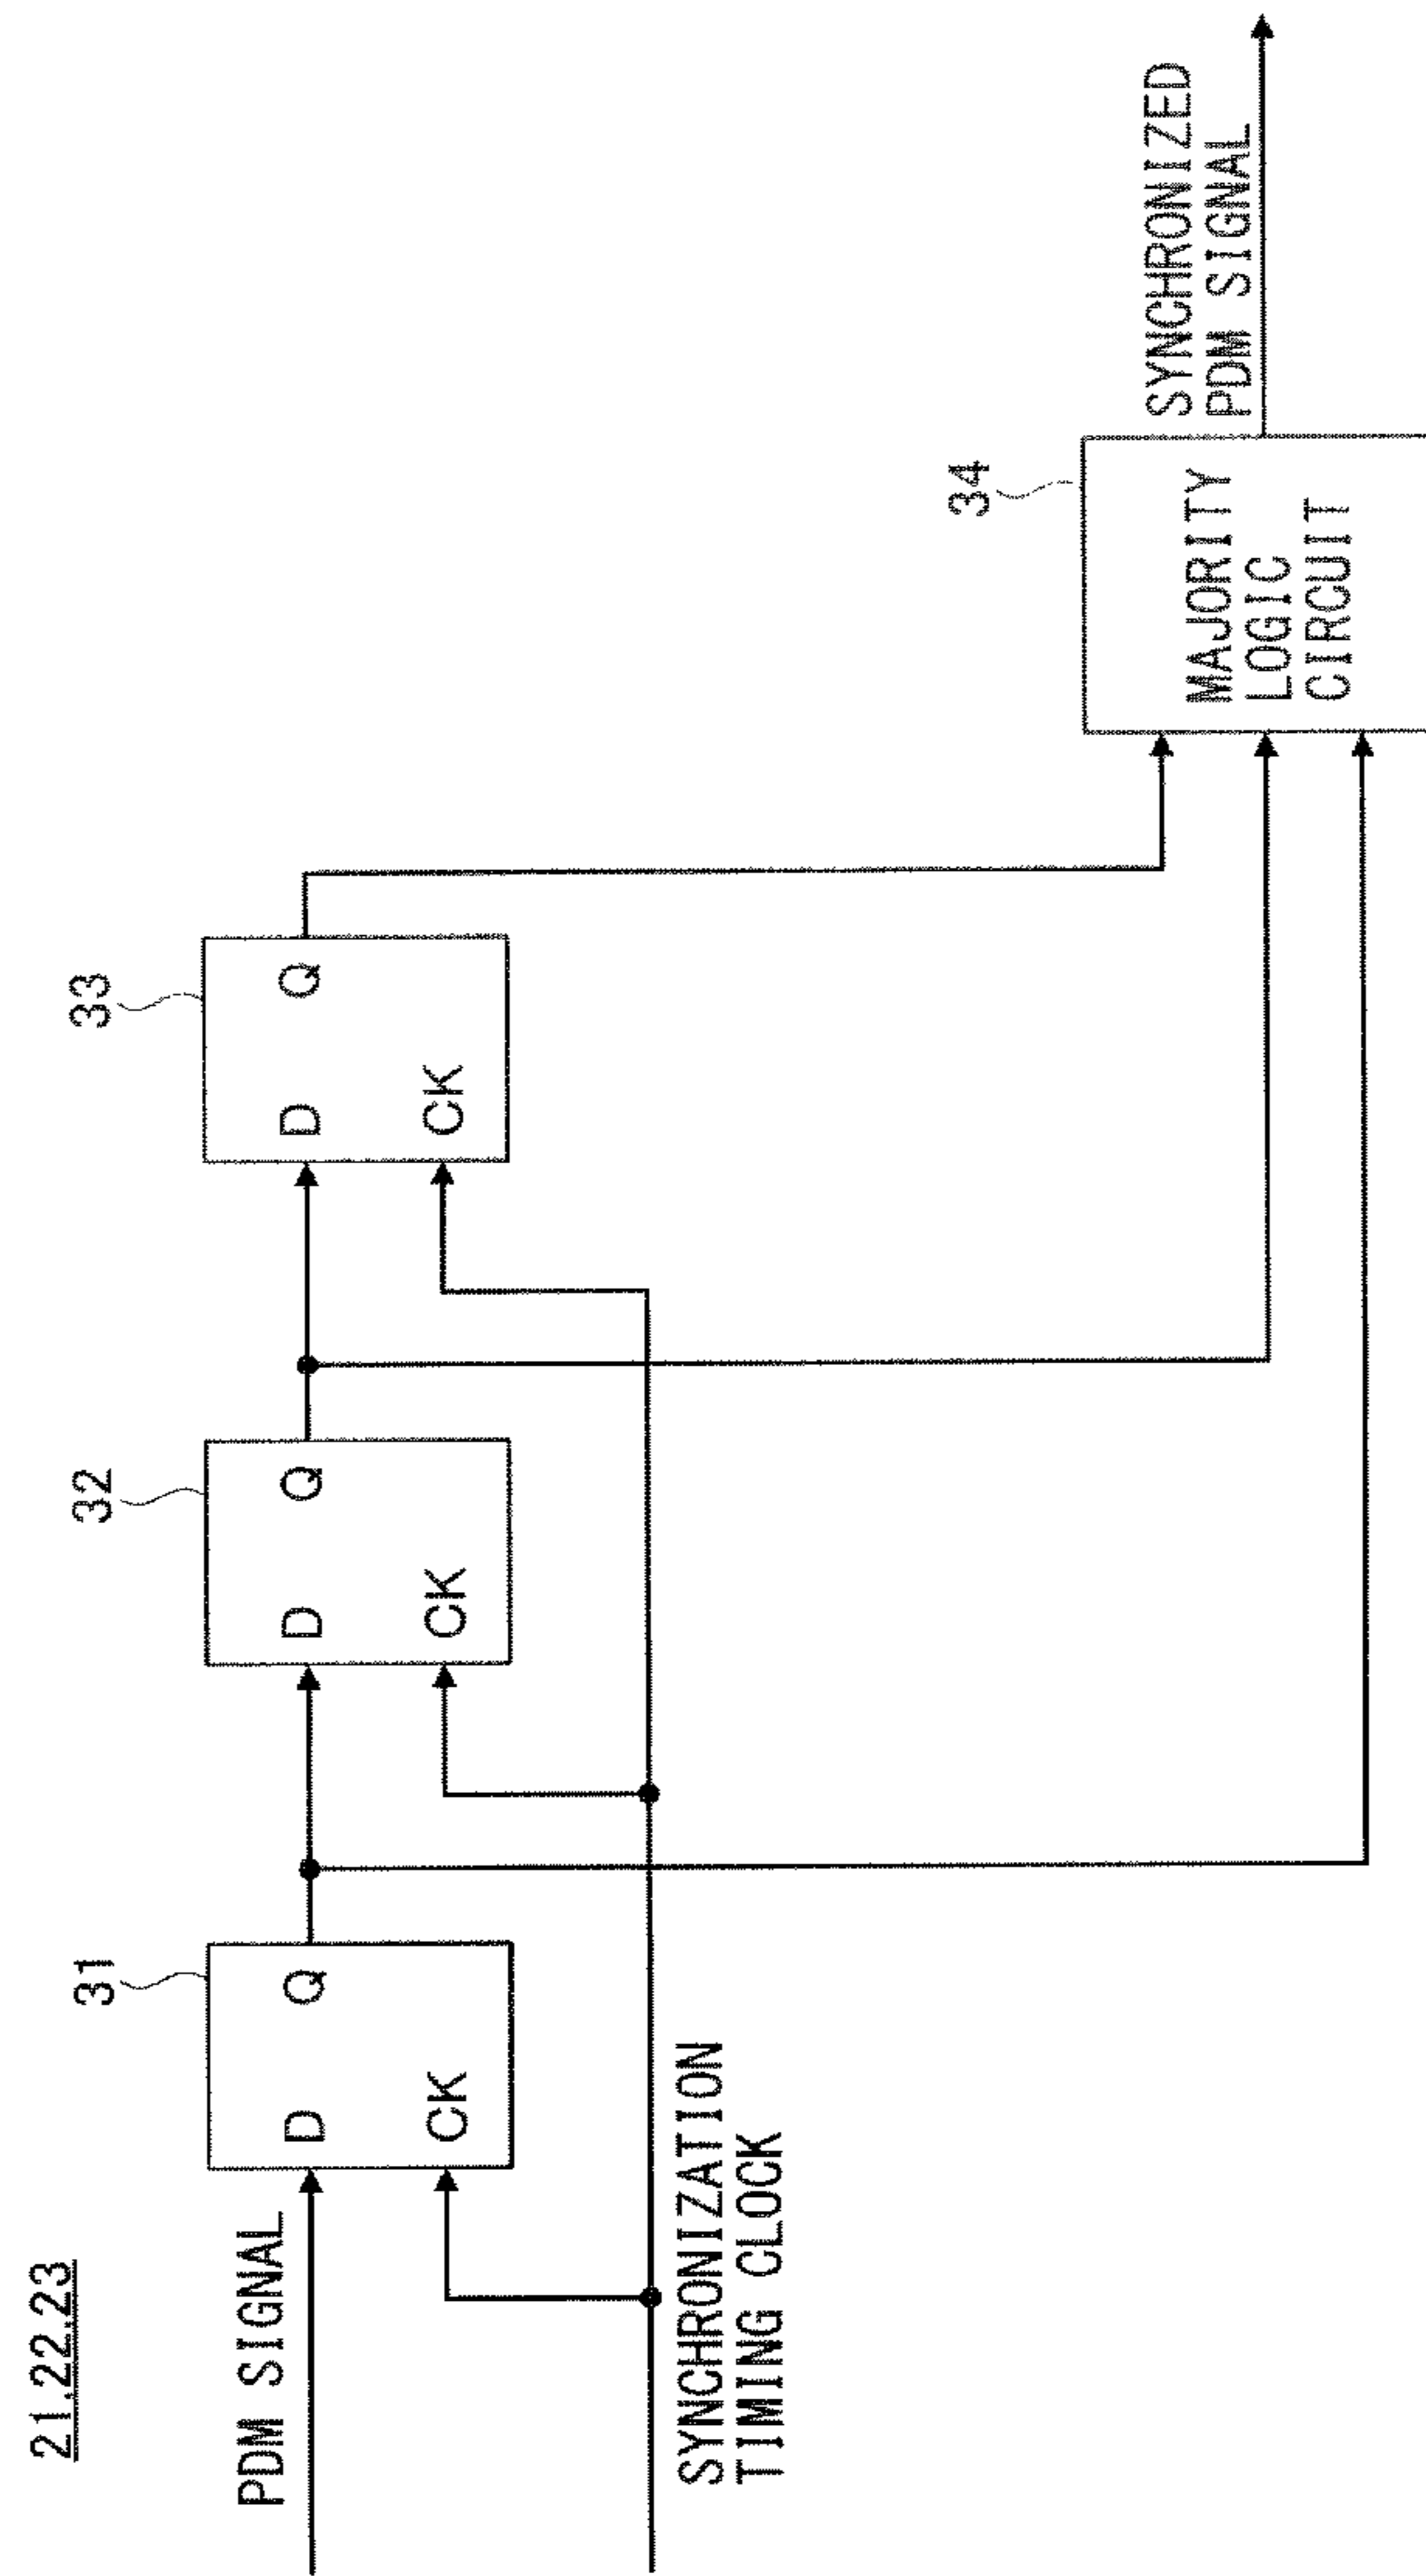 21,22,23
31
32
33
PDM SIGNAL
D
Q
CK
D
Q
CK
D
Q
CK
SYNCHRONIZATION
TIMING CLOCK
34
MAJORITY
LOGIC
CIRCUIT
SYNCHRONIZED
PDM SIGNAL